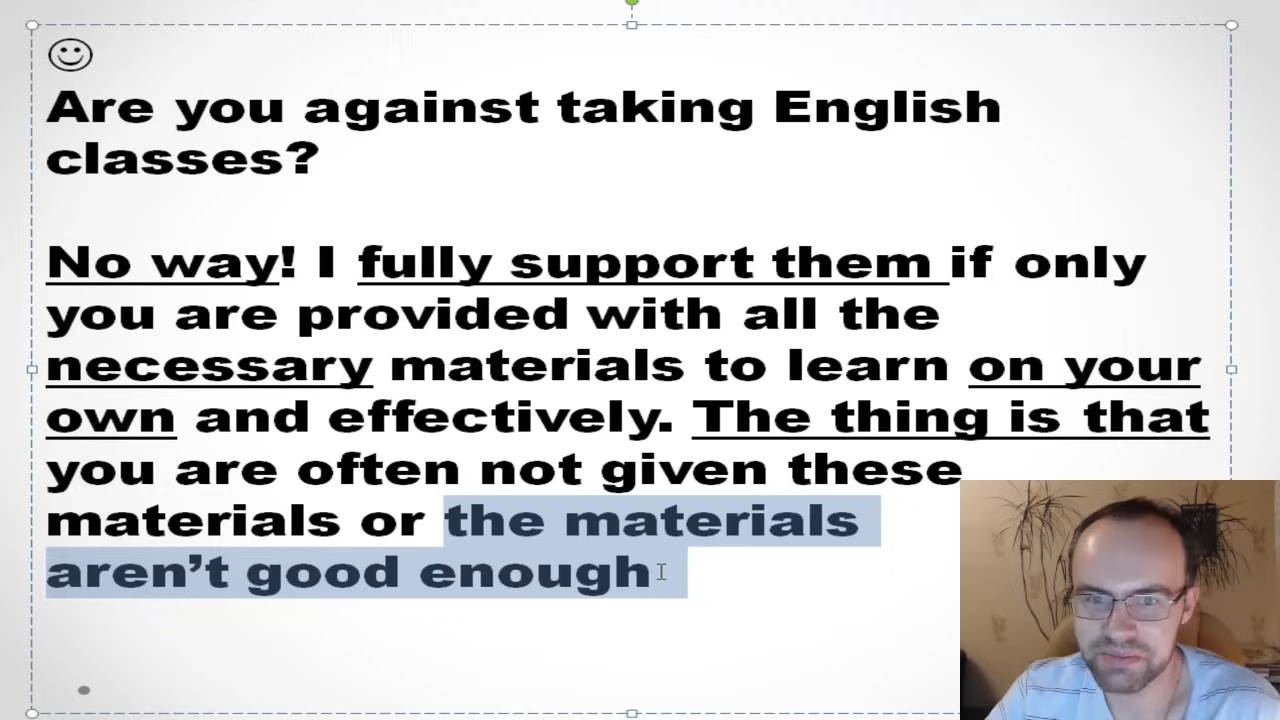 Are you against taking English
classes?
No way! I fully support them if only
you are provided with all the
necessary materials to learn on your
own and effectively. The thing is that
you are often not given these
materials or the materials
aren’t good enough